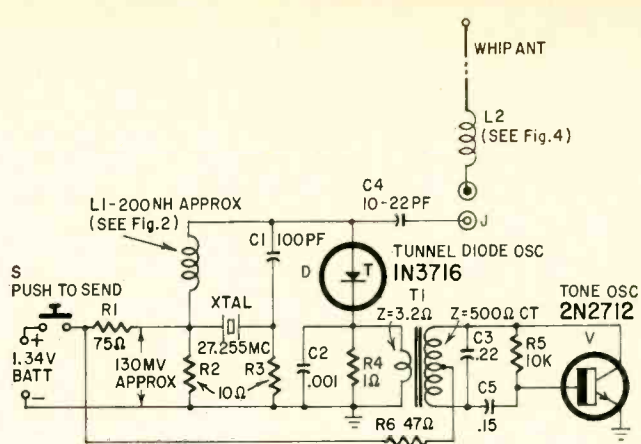 WHIP ANT
L2
(SEE Fig.4)
C4
10-22PF
J
L1-200NH APPROX
(SEE Fig.2)
C1
100PF
D
T
TUNNEL DIODE OSC
1N3716
S
PUSH TO SEND
R1
75Ω
XTAL
27.255MC
T1
Z=3.2Ω
Z=500Ω CT
TONE OSC
2N2712
V
+
1.34V
BATT
-
130MV
APPROX
R2
10Ω
R3
C2
.001
R4
1Ω
C3
.22
R5
10K
C5
.15
R6 47Ω